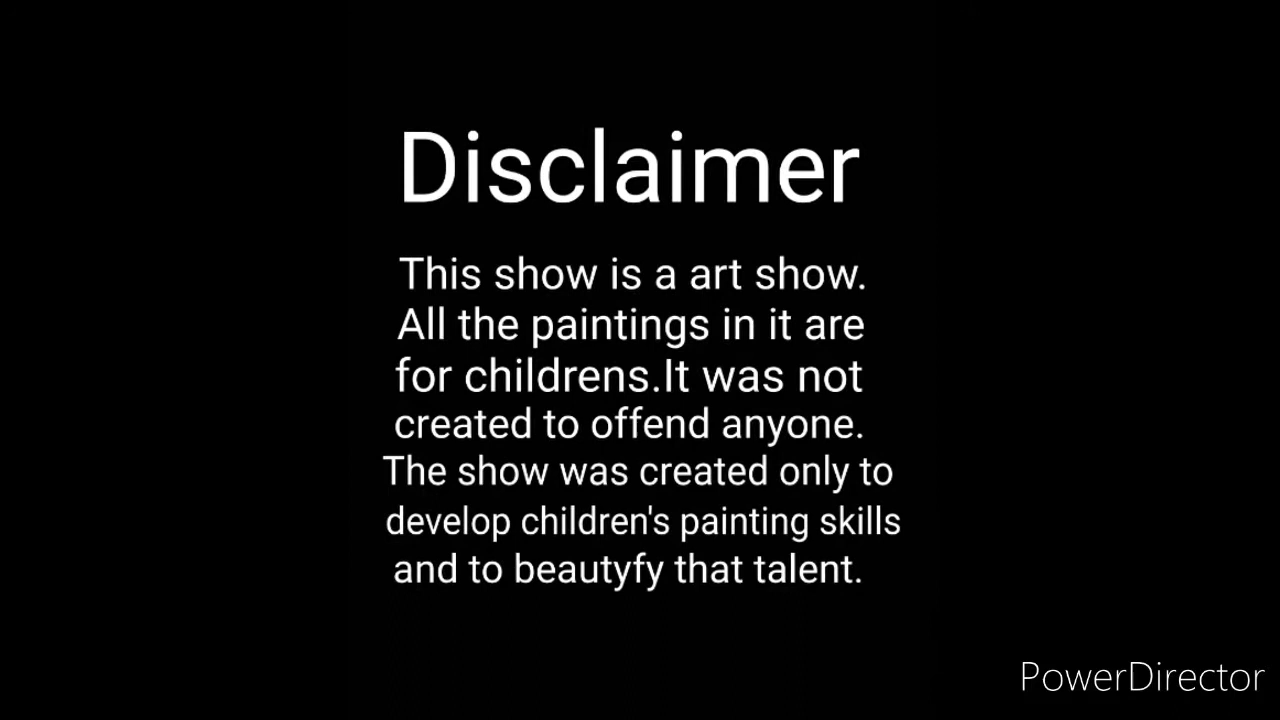 Disclaimer
This show is a art show.
All the paintings in it are
for childrens.It was not
created to offend anyone.
The show was created only to
develop children's painting skills
and to beautyfy that talent.
PowerDirector